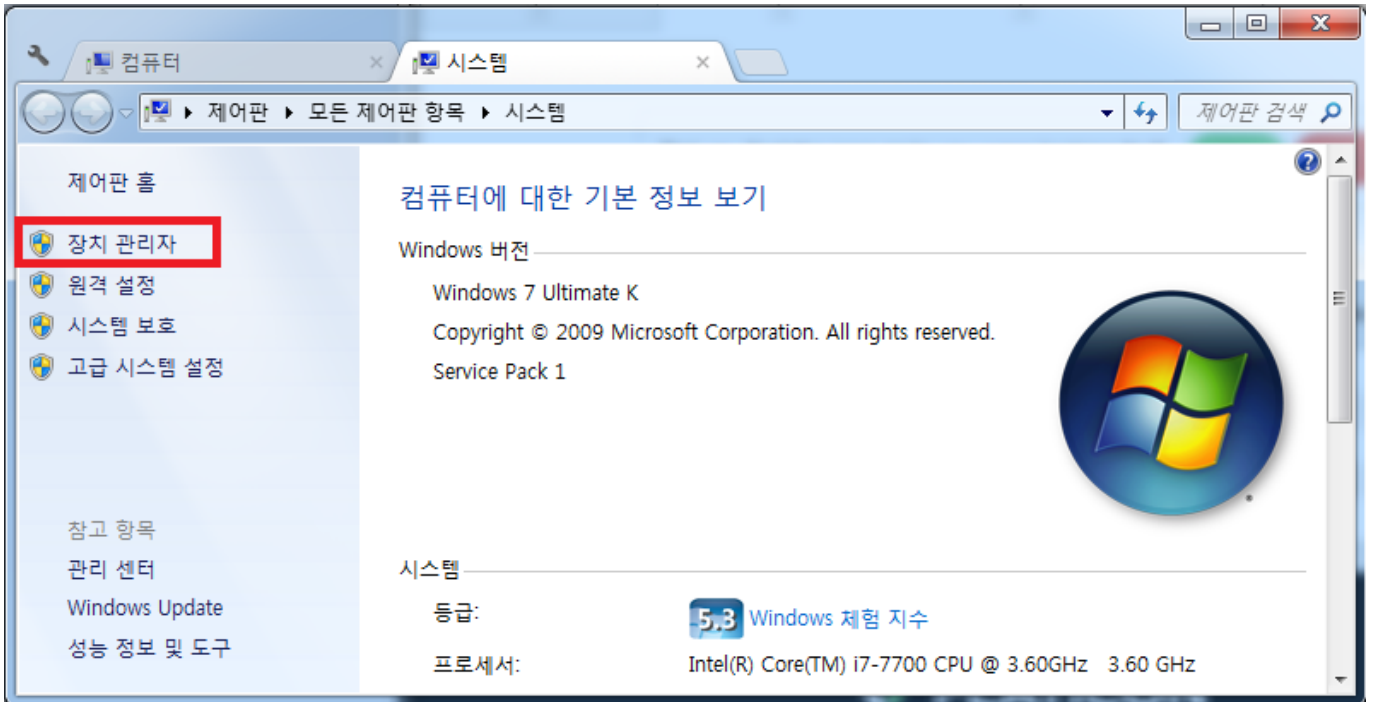 컴퓨터
시스템
제어판 ▶ 모든 제어판 항목 ▶ 시스템
제어판 검색
제어판 홈
장치 관리자
원격 설정
시스템 보호
고급 시스템 설정
참고 항목
관리 센터
Windows Update
성능 정보 및 도구
컴퓨터에 대한 기본 정보 보기
Windows 버전
Windows 7 Ultimate K
Copyright © 2009 Microsoft Corporation. All rights reserved.
Service Pack 1
시스템
등급: 5.3 Windows 체험 지수
프로세서: Intel(R) Core(TM) i7-7700 CPU @ 3.60GHz 3.60 GHz